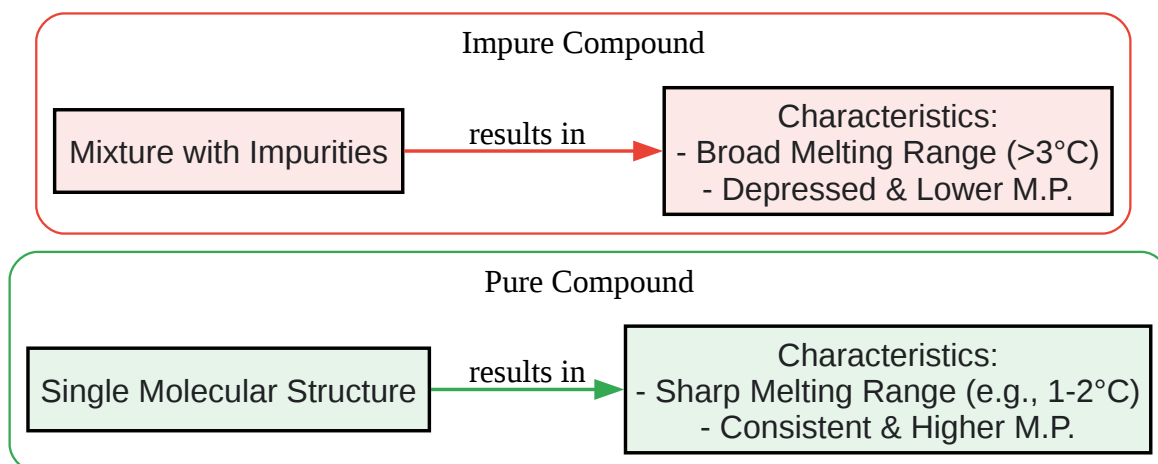 Impure Compound
Mixture with Impurities
results in
Characteristics:
- Broad Melting Range (>3°C)
- Depressed & Lower M.P.
Pure Compound
Single Molecular Structure
results in
Characteristics:
- Sharp Melting Range (e.g., 1-2°C)
- Consistent & Higher M.P.